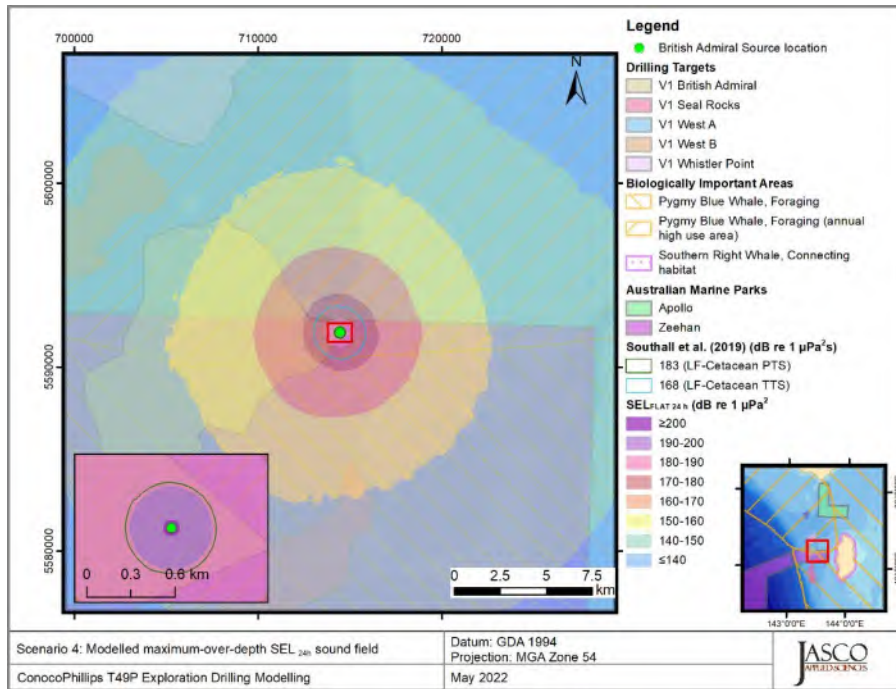 700000
710000
720000
5600000
5590000
5580000
N
0
0.3
0.6 km
0
2.5
5
7.5
km
Legend
British Admiral Source location
Drilling Targets
V1 British Admiral
V1 Seal Rocks
V1 West A
V1 West B
V1 Whistler Point
Biologically Important Areas
Pygmy Blue Whale, Foraging
Pygmy Blue Whale, Foraging (annual
high use area)
Southern Right Whale, Connecting
habitat
Australian Marine Parks
Apollo
Zeehan
Southall et al. (2019) (dB re 1 µPa²s)
183 (LF-Cetacean PTS)
168 (LF-Cetacean TTS)
SELFLAT 24 h (dB re 1 µPa²
≥200
190-200
180-190
170-180
160-170
150-160
140-150
≤140
143°0'0"E
144°0'0"E
Scenario 4: Modelled maximum-over-depth SEL 24h sound field
Datum: GDA 1994
Projection: MGA Zone 54
ConocoPhillips T49P Exploration Drilling Modelling
May 2022
JASCO
APPLIED SCIENCES